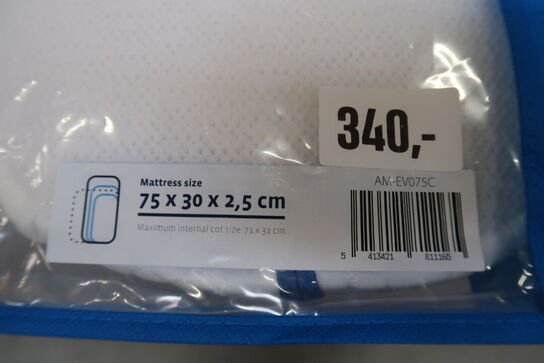 340,-
Mattress size
75 x 30 x 2,5 cm
Maximum internal cot size: 71 x 31 cm
AM-EV075C
5 413421 811165